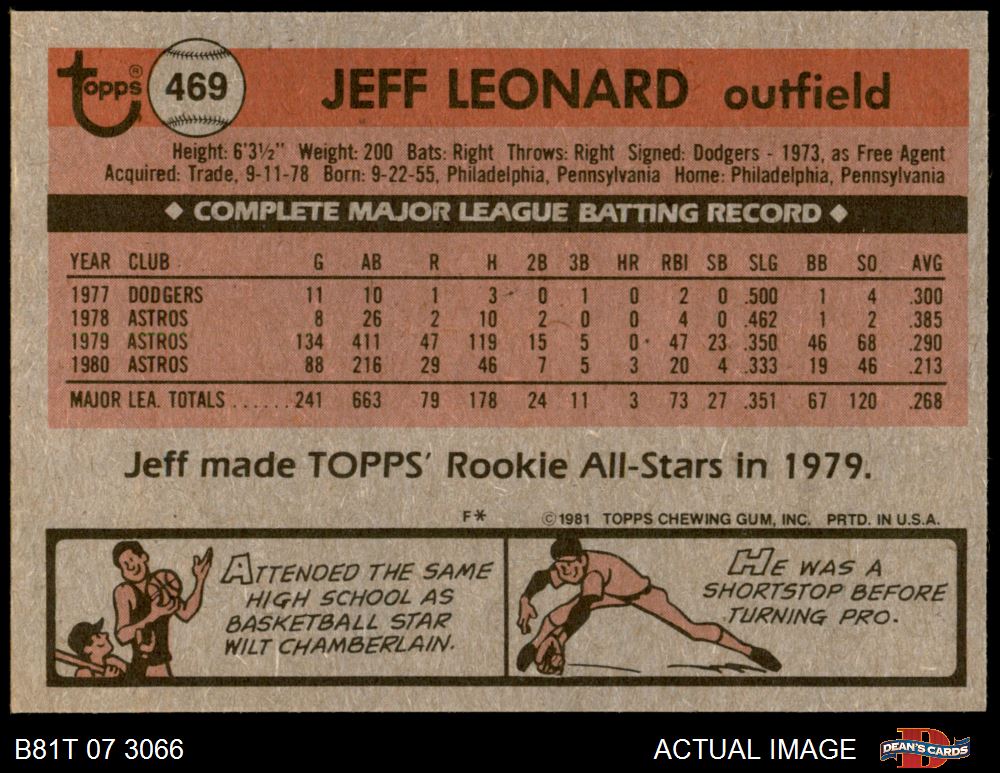 topps® 469 JEFF LEONARD outfield
Height: 6'3½" Weight: 200 Bats: Right Throws: Right Signed: Dodgers - 1973, as Free Agent
Acquired: Trade, 9-11-78 Born: 9-22-55, Philadelphia, Pennsylvania Home: Philadelphia, Pennsylvania
◆ COMPLETE MAJOR LEAGUE BATTING RECORD ◆
YEAR CLUB G AB R H 2B 3B HR RBI SB SLG BB SO AVG
1977 DODGERS 11 10 1 3 0 1 0 2 0 .500 1 4 .300
1978 ASTROS 8 26 2 10 2 0 0 4 0 .462 1 2 .385
1979 ASTROS 134 411 47 119 15 5 0 47 23 .350 46 68 .290
1980 ASTROS 88 216 29 46 7 5 3 20 4 .333 19 46 .213
MAJOR LEA. TOTALS ......241 663 79 178 24 11 3 73 27 .351 67 120 .268
Jeff made TOPPS' Rookie All-Stars in 1979.
F* ©1981 TOPPS CHEWING GUM, INC. PRTD. IN U.S.A.
ATTENDED THE SAME
HIGH SCHOOL AS
BASKETBALL STAR
WILT CHAMBERLAIN.
HE WAS A
SHORTSTOP BEFORE
TURNING PRO.
B81T 07 3066 ACTUAL IMAGE DEAN'S CARDS